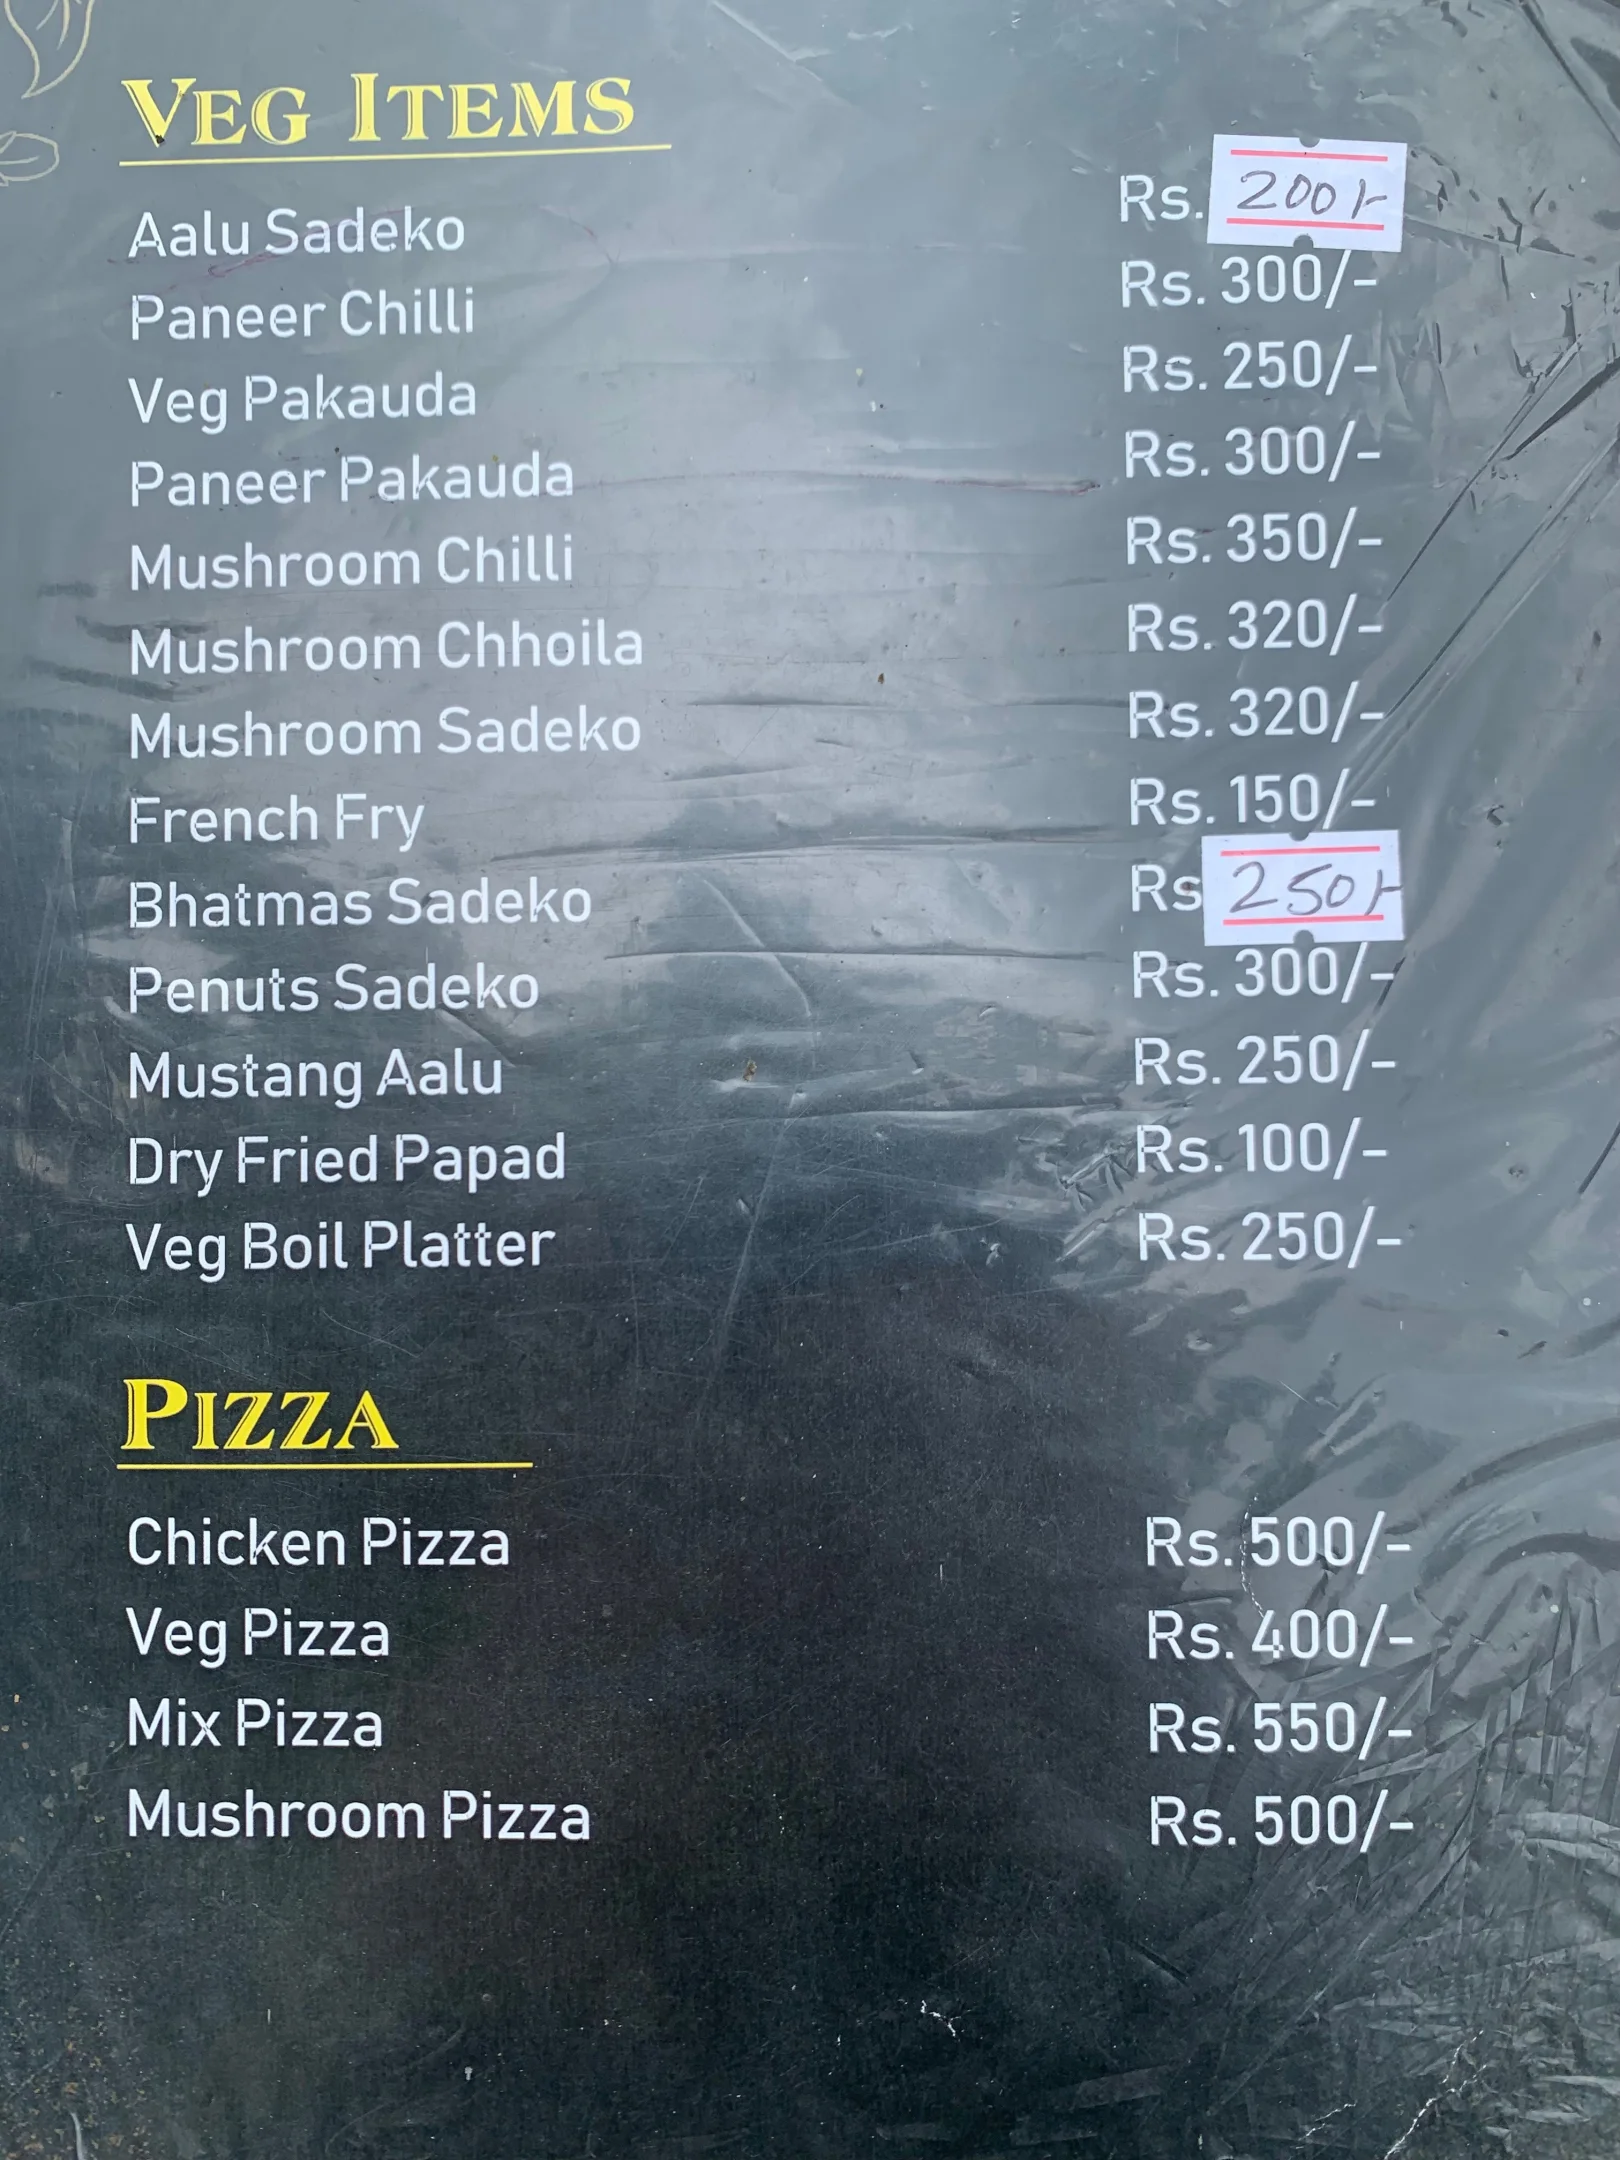 VEG ITEMS
Aalu Sadeko Rs. 200/-
Paneer Chilli Rs. 300/-
Veg Pakauda Rs. 250/-
Paneer Pakauda Rs. 300/-
Mushroom Chilli Rs. 350/-
Mushroom Chhoila Rs. 320/-
Mushroom Sadeko Rs. 320/-
French Fry Rs. 150/-
Bhatmas Sadeko Rs 250/-
Penuts Sadeko Rs. 300/-
Mustang Aalu Rs. 250/-
Dry Fried Papad Rs. 100/-
Veg Boil Platter Rs. 250/-
PIZZA
Chicken Pizza Rs. 500/-
Veg Pizza Rs. 400/-
Mix Pizza Rs. 550/-
Mushroom Pizza Rs. 500/-